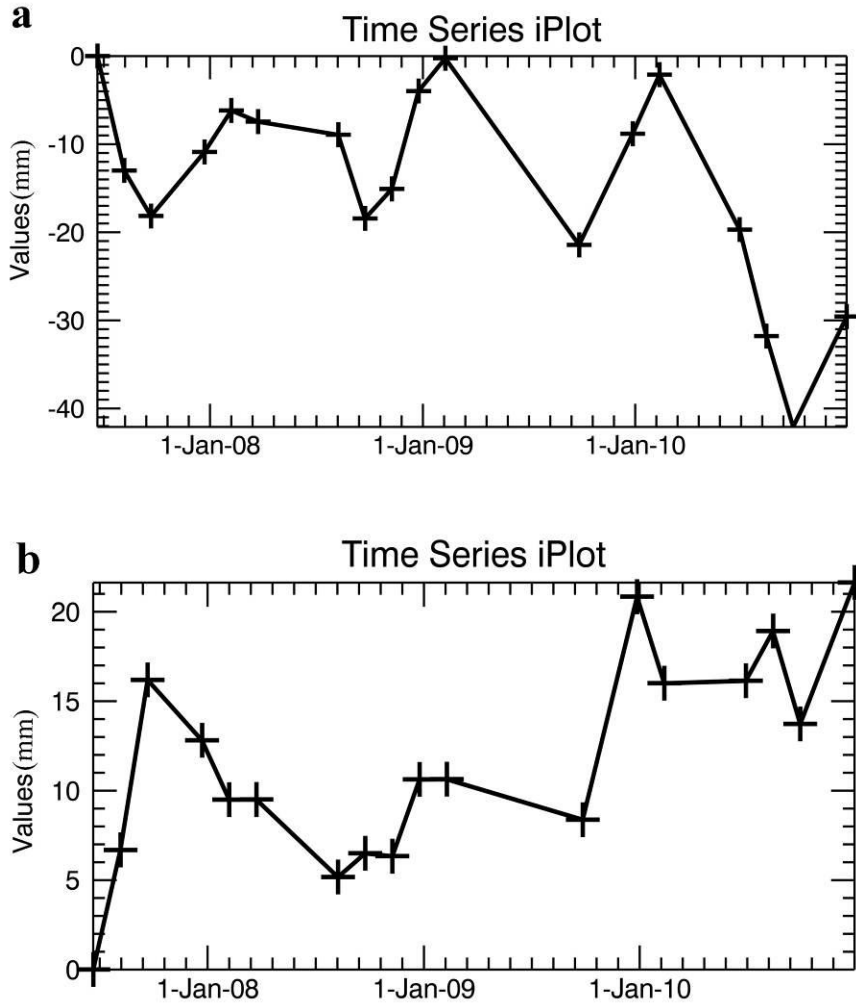 a
Time Series iPlot
0
-10
-20
-30
-40
Values(mm)
1-Jan-08 1-Jan-09 1-Jan-10
b
Time Series iPlot
20
15
10
5
0
Values(mm)
1-Jan-08 1-Jan-09 1-Jan-10